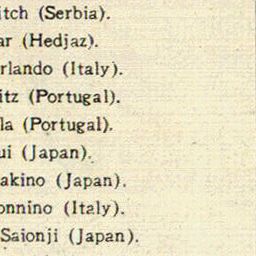 itch (Serbia).
ar (Hedjaz).
rlando (Italy).
itz (Portugal).
la (Portugal).
ui (Japan).
akino (Japan).
onnino (Italy).
Saionji (Japan).